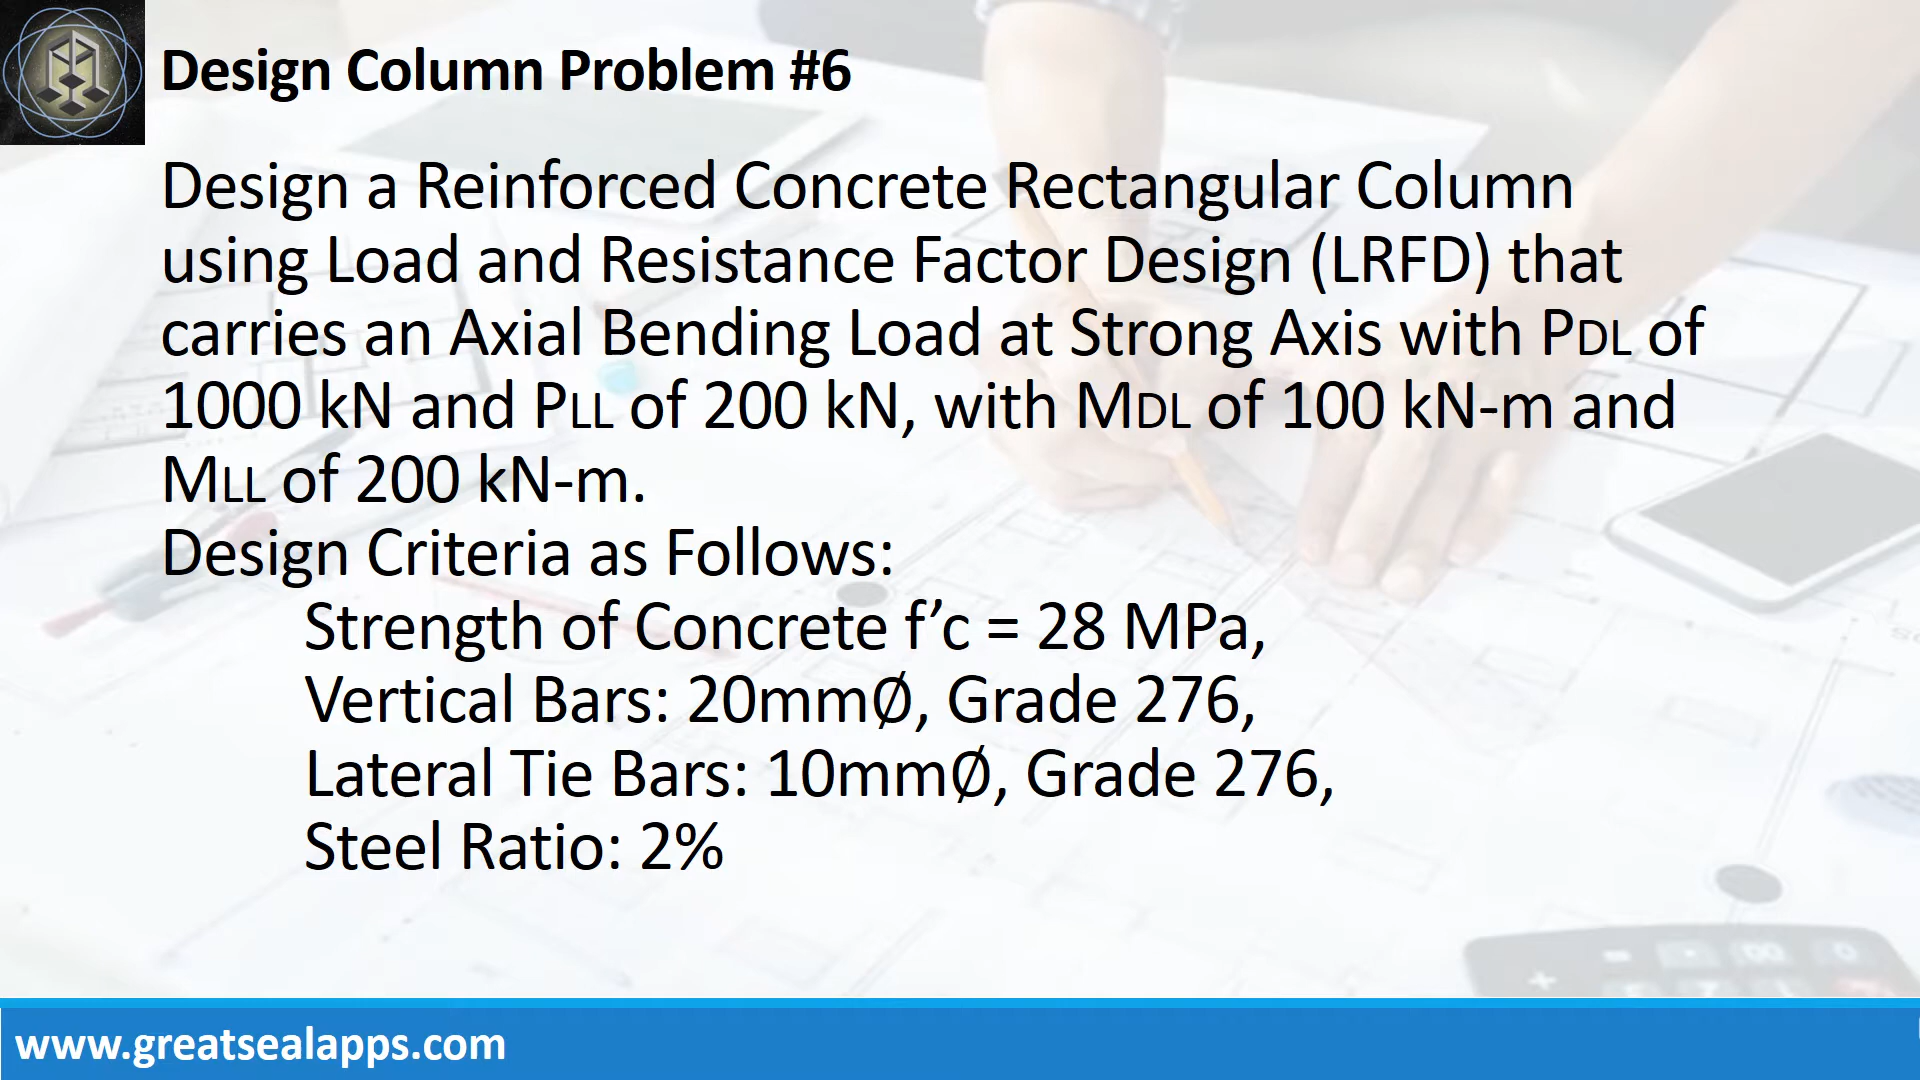 Design Column Problem #6
Design a Reinforced Concrete Rectangular Column
using Load and Resistance Factor Design (LRFD) that
carries an Axial Bending Load at Strong Axis with PDL of
1000 kN and PLL of 200 kN, with MDL of 100 kN-m and
MLL of 200 kN-m.
Design Criteria as Follows:
Strength of Concrete f’c = 28 MPa,
Vertical Bars: 20mmØ, Grade 276,
Lateral Tie Bars: 10mmØ, Grade 276,
Steel Ratio: 2%
www.greatsealapps.com